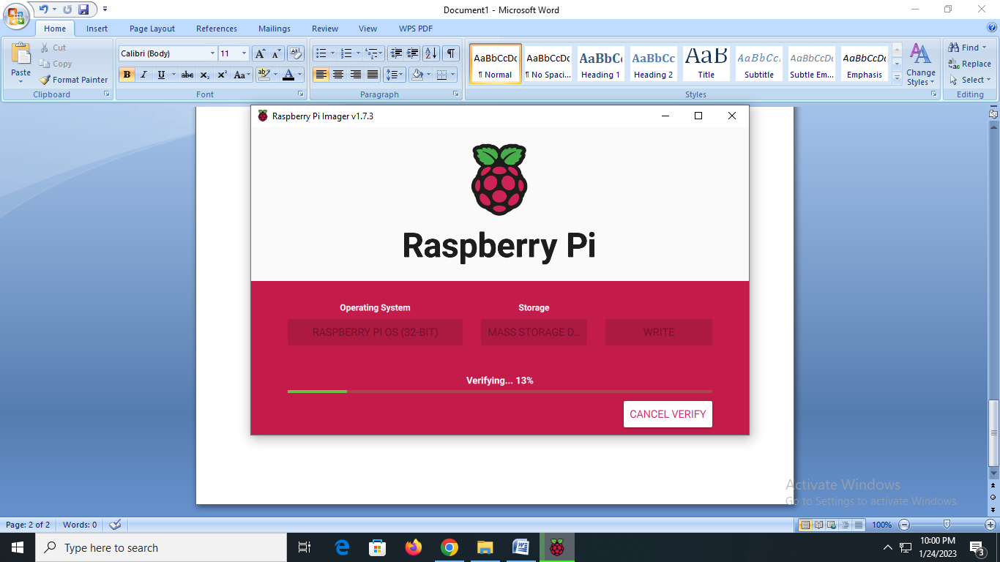 Document1 - Microsoft Word
Home Insert Page Layout References Mailings Review View WPS PDF
Paste
Cut
Copy
Format Painter
Clipboard
Calibri (Body) 11
B I U abc X₂ X² Aa
Font
Paragraph
AaBbCcDc AaBbCcDc AaBbC AaBbCc AaB AaBbCc. AaBbCcDc AaBbCcDc
¶ Normal ¶ No Spaci... Heading 1 Heading 2 Title Subtitle Subtle Em... Emphasis
Change Styles
Styles
Find
Replace
Select
Editing
Raspberry Pi Imager v1.7.3
Raspberry Pi
Operating System Storage
RASPBERRY PI OS (32-BIT) MASS STORAGE D... WRITE
Verifying... 13%
CANCEL VERIFY
Activate Windows
Go to Settings to activate Windows.
Page: 2 of 2 Words: 0 100%
Type here to search
10:00 PM
1/24/2023
3